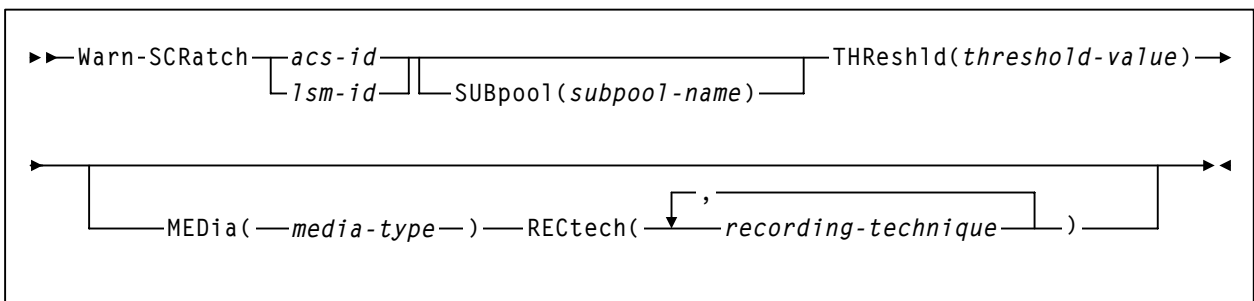 Warn-SCRatch acs-id THReshld(threshold-value)
lsm-id SUBpool(subpool-name)
,
MEDia( media-type ) RECtech( recording-technique )